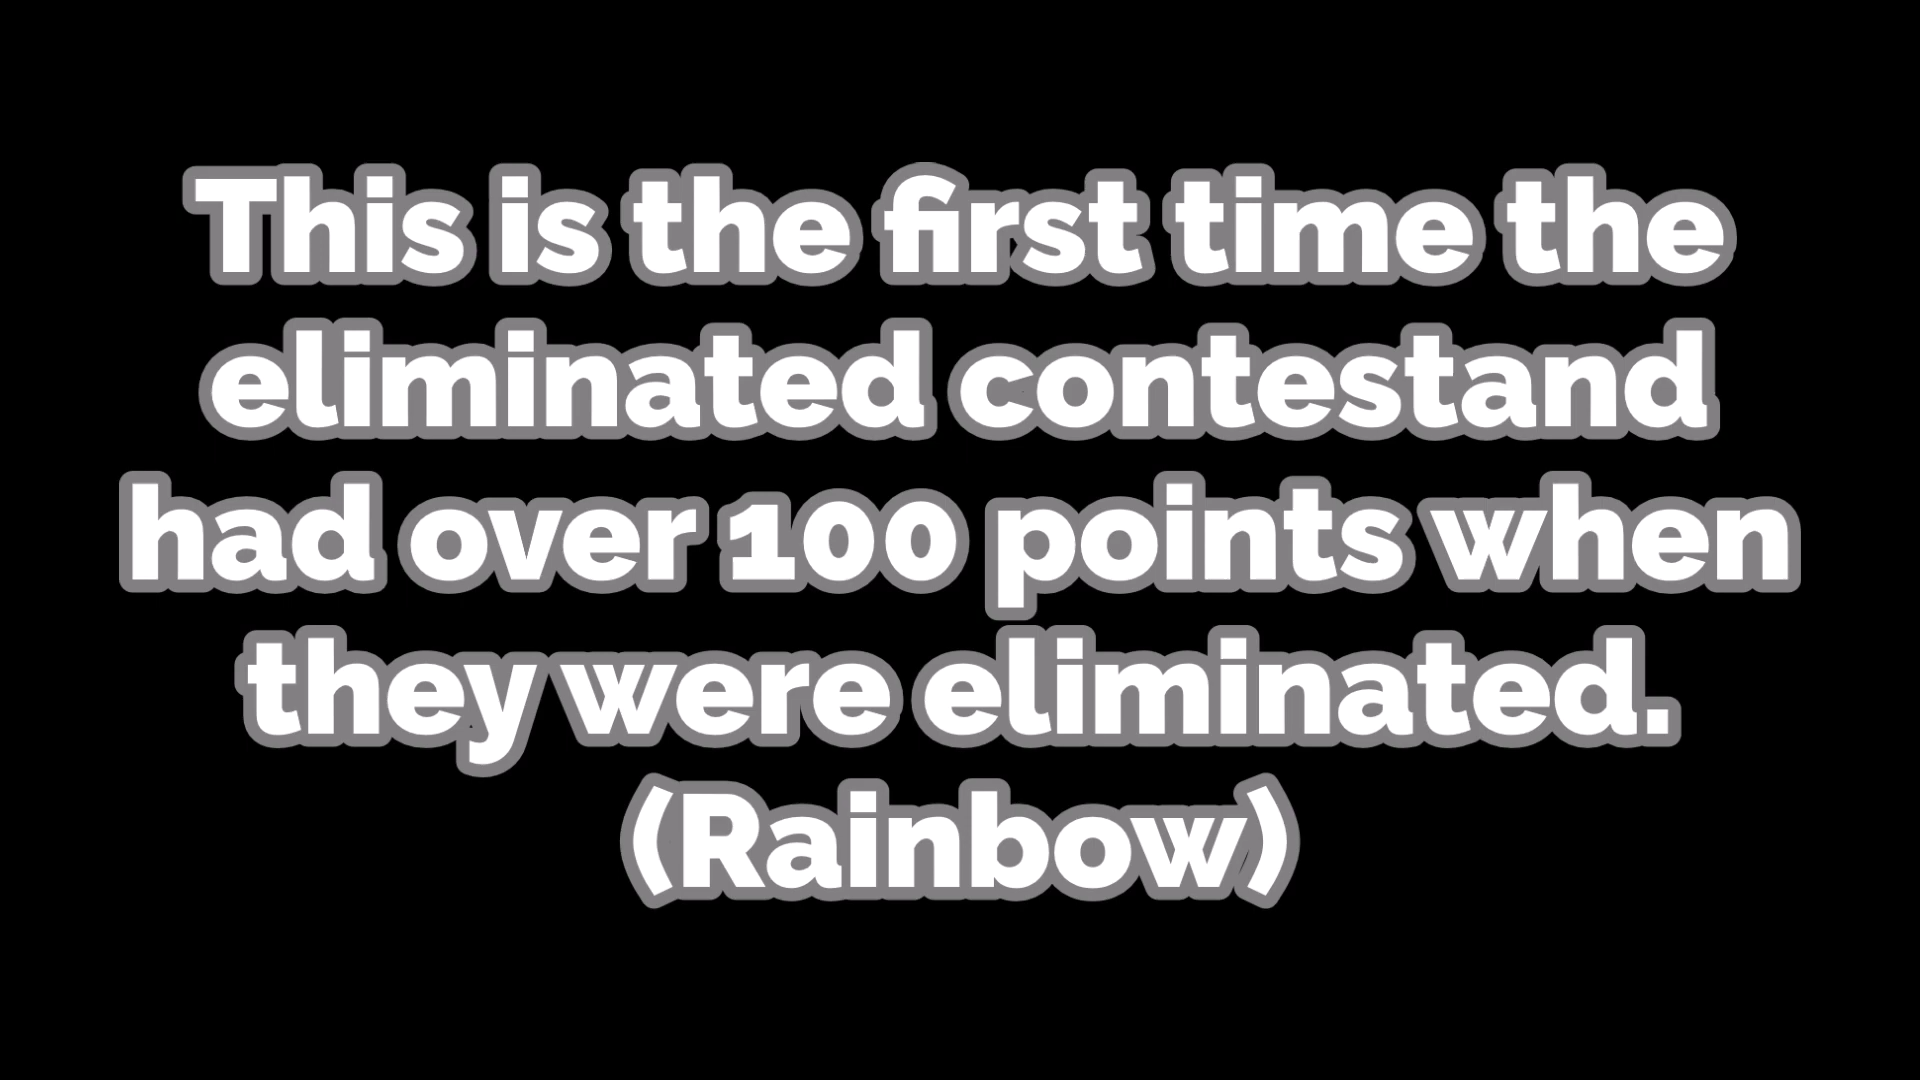 This is the first time the
eliminated contestand
had over 100 points when
they were eliminated.
(Rainbow)